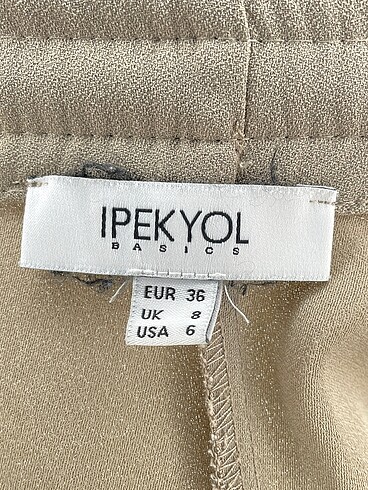 IPEKYOL
BASICS
EUR 36
UK 8
USA 6